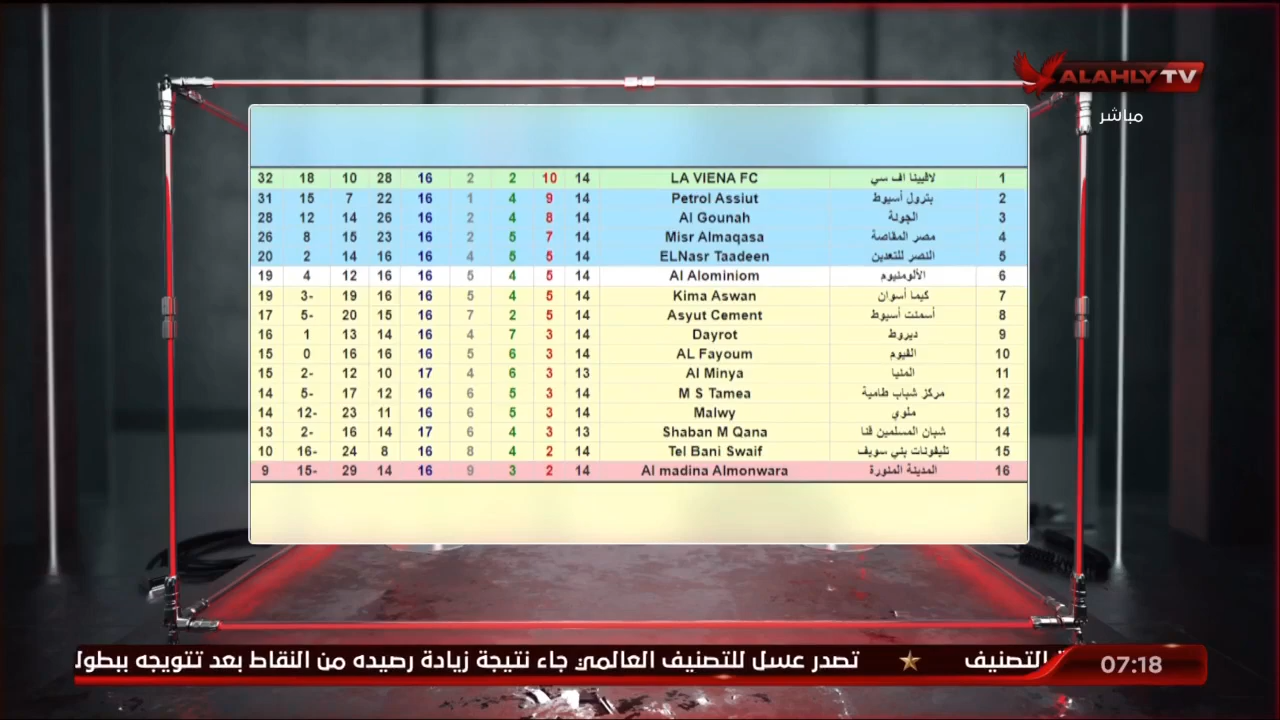 ALAHLY TV
مباشر
32 18 10 28 16 2 2 10 14 LA VIENA FC لافيينا اف سي 1
31 15 7 22 16 1 4 9 14 Petrol Assiut بترول أسيوط 2
28 12 14 26 16 2 4 8 14 Al Gounah الجونة 3
26 8 15 23 16 2 5 7 14 Misr Almaqasa مصر المقاصة 4
20 2 14 16 16 4 5 5 14 ELNasr Taadeen النصر للتعدين 5
19 4 12 16 16 5 4 5 14 Al Alominiom الألومنيوم 6
19 3- 19 16 16 5 4 5 14 Kima Aswan كيما أسوان 7
17 5- 20 15 16 7 2 5 14 Asyut Cement أسمنت أسيوط 8
16 1 13 14 16 4 7 3 14 Dayrot ديروط 9
15 0 16 16 16 5 6 3 14 AL Fayoum الفيوم 10
15 2- 12 10 17 4 6 3 13 Al Minya المنيا 11
14 5- 17 12 16 6 5 3 14 M S Tamea مركز شباب طامية 12
14 12- 23 11 16 6 5 3 14 Malwy ملوي 13
13 2- 16 14 17 6 4 3 13 Shaban M Qana شبان المسلمين قنا 14
10 16- 24 8 16 8 4 2 14 Tel Bani Swaif تليفونات بني سويف 15
9 15- 29 14 16 9 3 2 14 Al madina Almonwara المدينة المنورة 16
07:18 التصنيف ★ تصدر عسل للتصنيف العالمي جاء نتيجة زيادة رصيده من النقاط بعد تتويجه